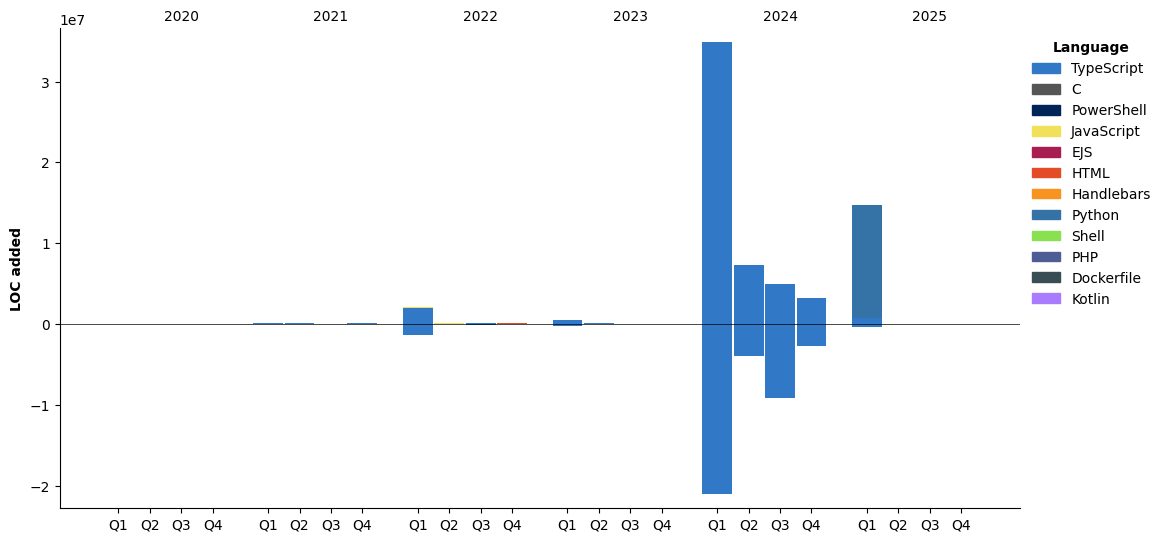 1e7
2020 2021 2022 2023 2024 2025
LOC added
3
2
1
0
−1
−2
Q1 Q2 Q3 Q4 Q1 Q2 Q3 Q4 Q1 Q2 Q3 Q4 Q1 Q2 Q3 Q4 Q1 Q2 Q3 Q4 Q1 Q2 Q3 Q4
Language
TypeScript
C
PowerShell
JavaScript
EJS
HTML
Handlebars
Python
Shell
PHP
Dockerfile
Kotlin